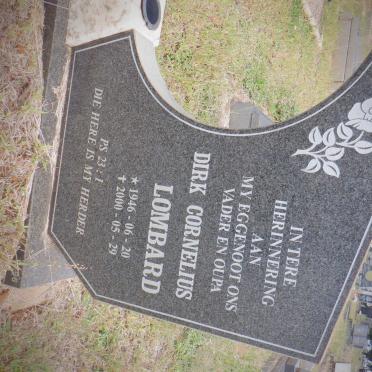 IN TERE
HERINNERING
AAN
MY EGGENOOT, ONS
VADER EN OUPA
DIRK CORNELIUS
LOMBARD
* 1946 - 06 - 20
✝ 2000 - 05 - 29
PS 23 : 1
DIE HERE IS MY HERDER